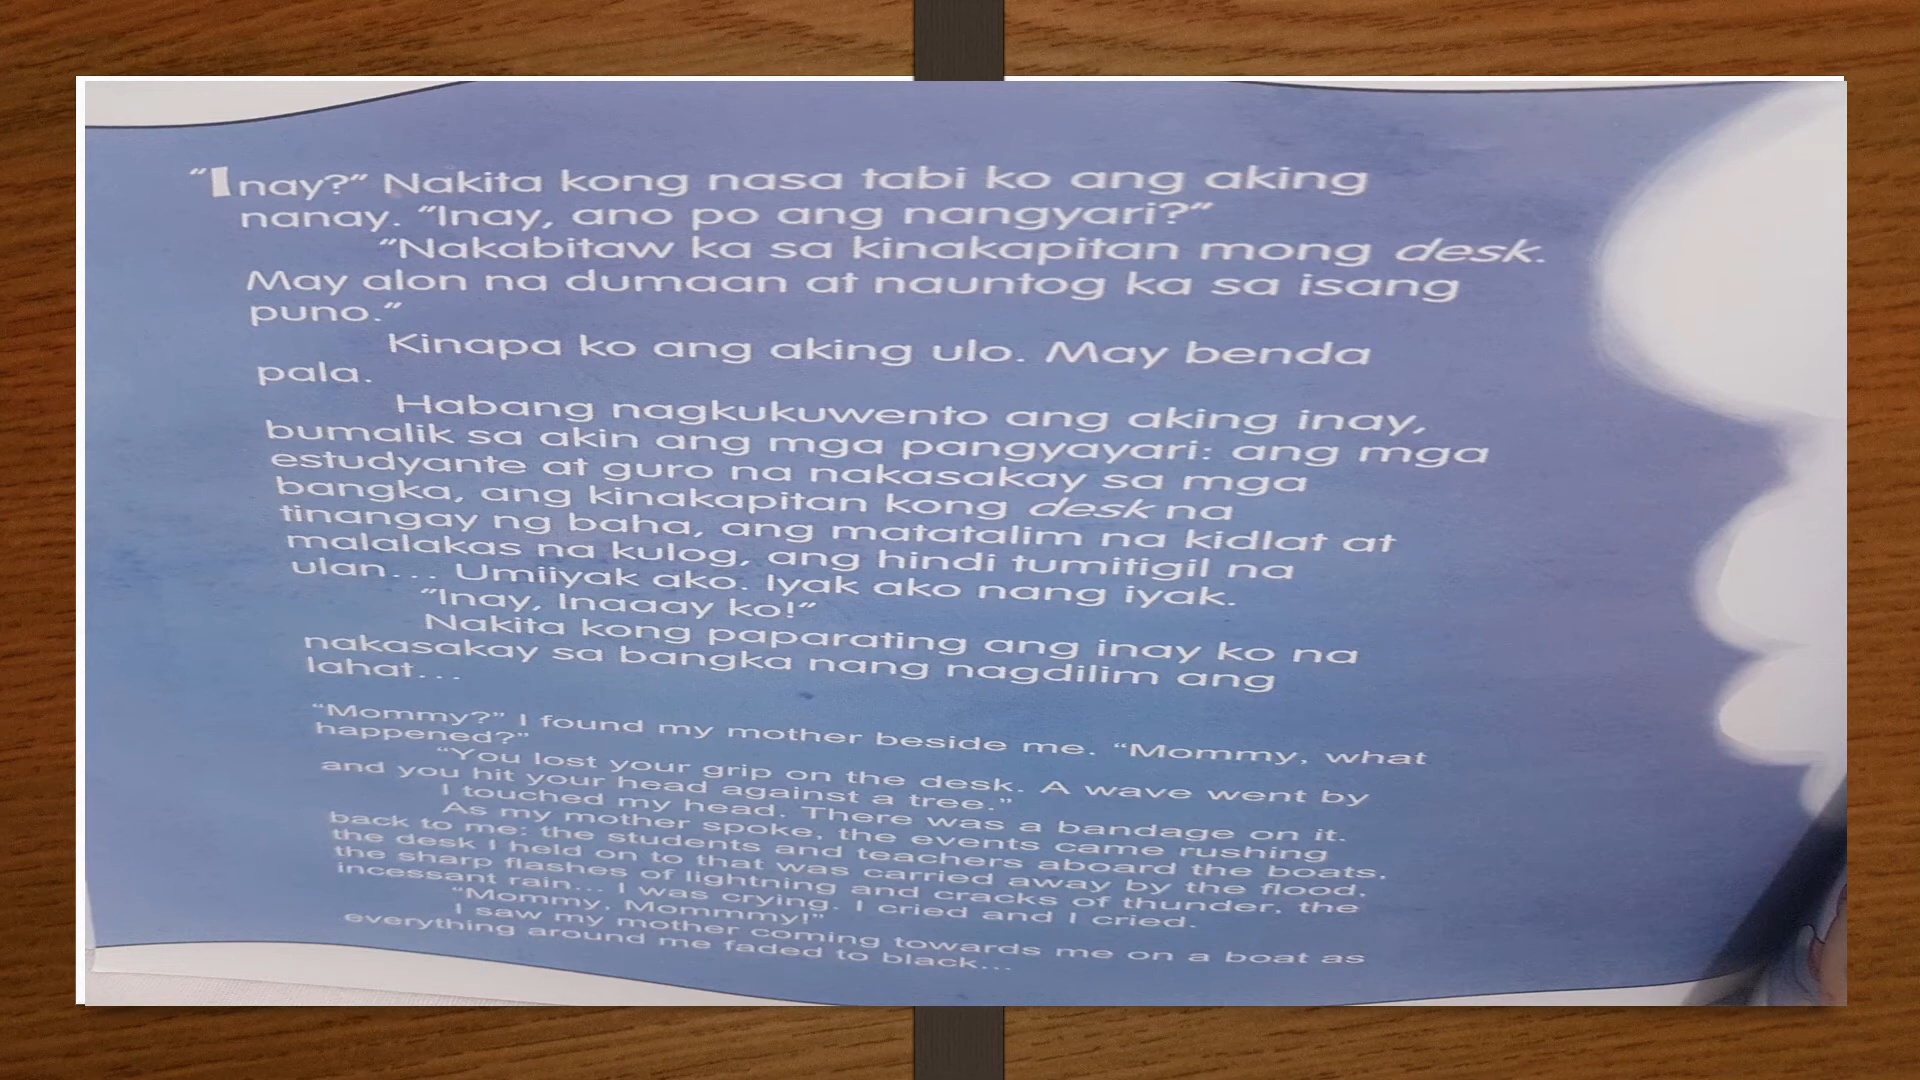 “Inay?” Nakita kong nasa tabi ko ang aking
nanay. “Inay, ano po ang nangyari?”
“Nakabitaw ka sa kinakapitan mong desk.
May alon na dumaan at nauntog ka sa isang
puno.”
Kinapa ko ang aking ulo. May benda
pala.
Habang nagkukuwento ang aking inay,
bumalik sa akin ang mga pangyayari: ang mga
estudyante at guro na nakasakay sa mga
bangka, ang kinakapitan kong desk na
tinangay ng baha, ang matatalim na kidlat at
malalakas na kulog, ang hindi tumitigil na
ulan... Umiiyak ako. Iyak ako nang iyak.
“Inay, Inaaay ko!”
Nakita kong paparating ang inay ko na
nakasakay sa bangka nang nagdilim ang
lahat...
“Mommy?” I found my mother beside me. “Mommy, what
happened?”
“You lost your grip on the desk. A wave went by
and you hit your head against a tree.”
I touched my head. There was a bandage on it.
As my mother spoke, the events came rushing
back to me: the students and teachers aboard the boats,
the desk I held on to that was carried away by the flood,
the sharp flashes of lightning and cracks of thunder, the
incessant rain... I was crying. I cried and I cried.
“Mommy, Mommmy!”
I saw my mother coming towards me on a boat as
everything around me faded to black...